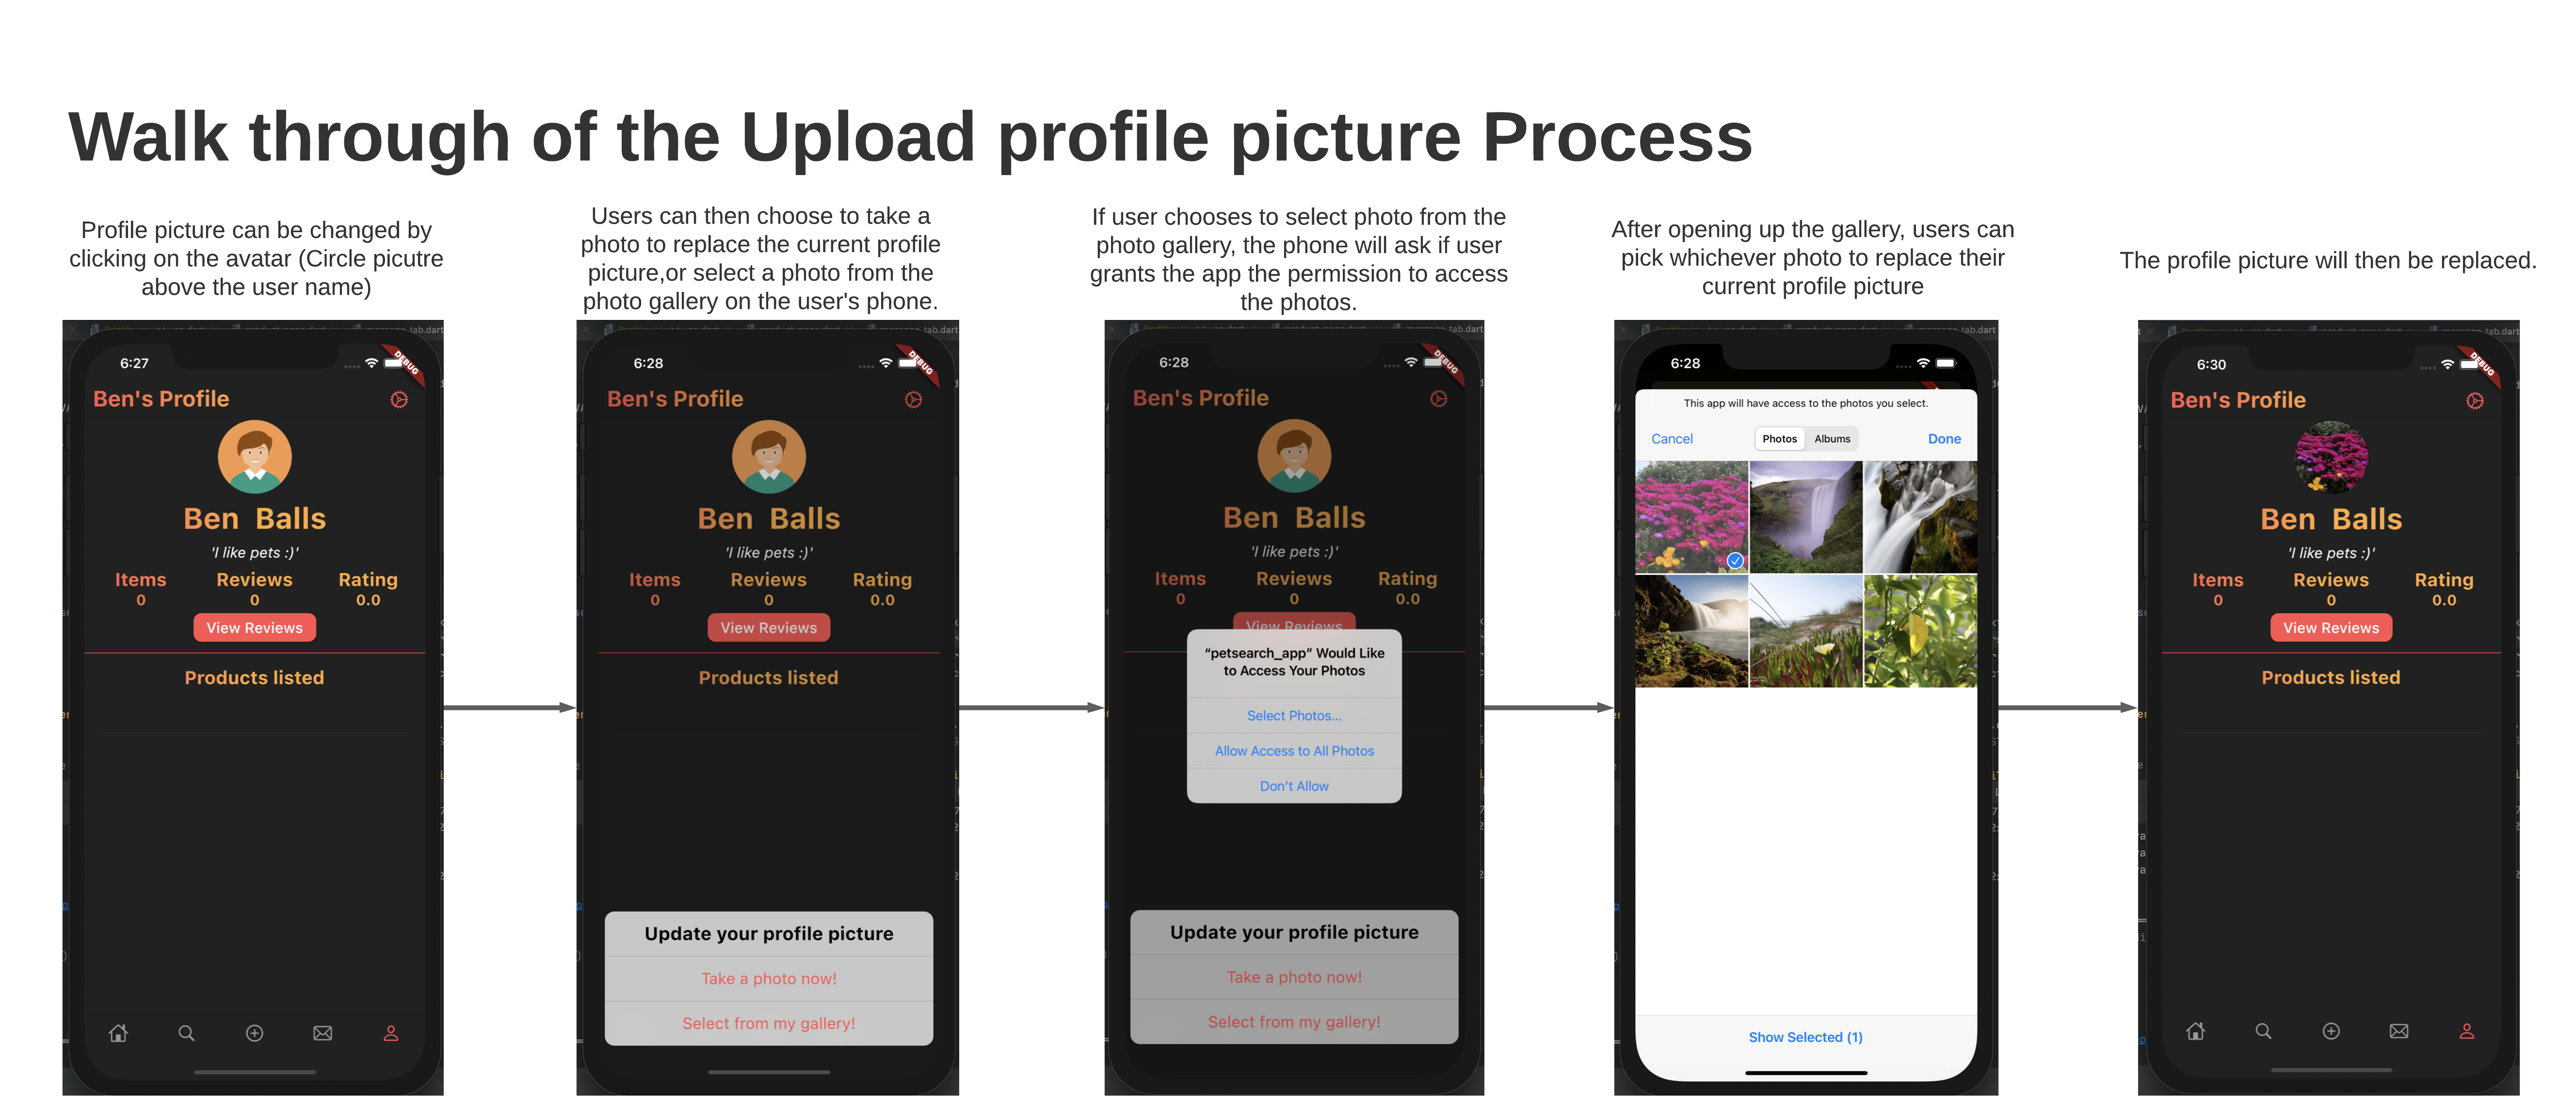 Walk through of the Upload profile picture Process
Profile picture can be changed by
clicking on the avatar (Circle picutre
above the user name)
Users can then choose to take a
photo to replace the current profile
picture,or select a photo from the
photo gallery on the user's phone.
If user chooses to select photo from the
photo gallery, the phone will ask if user
grants the app the permission to access
the photos.
After opening up the gallery, users can
pick whichever photo to replace their
current profile picture
The profile picture will then be replaced.
6:27
DEBUG
Ben's Profile
Ben Balls
'I like pets :)'
Items Reviews Rating
0 0 0.0
View Reviews
Products listed
tab.dart
6:28
DEBUG
Ben's Profile
Ben Balls
'I like pets :)'
Items Reviews Rating
0 0 0.0
View Reviews
Products listed
Update your profile picture
Take a photo now!
Select from my gallery!
tab.dart
6:28
DEBUG
Ben's Profile
Ben Balls
'I like pets :)'
Items Reviews Rating
0 0 0.0
View Reviews
“petsearch_app” Would Like
to Access Your Photos
Select Photos...
Allow Access to All Photos
Don't Allow
Update your profile picture
Take a photo now!
Select from my gallery!
tab.dart
6:28
This app will have access to the photos you select.
Cancel Photos Albums Done
Show Selected (1)
tab.dart
6:30
DEBUG
Ben's Profile
Ben Balls
'I like pets :)'
Items Reviews Rating
0 0 0.0
View Reviews
Products listed
tab.dart